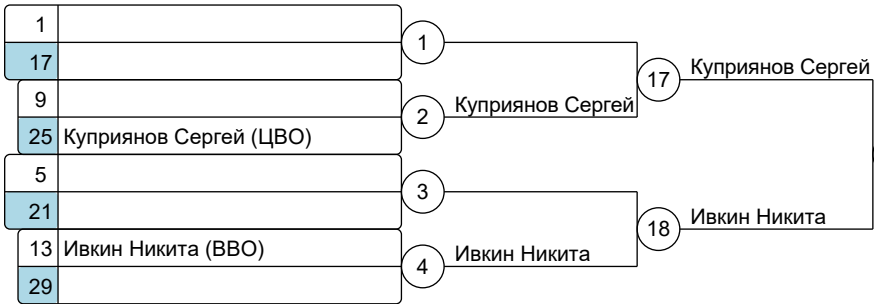 1
1
17
17
Куприянов Сергей
9
2
Куприянов Сергей
25
Куприянов Сергей (ЦВО)
5
3
21
18
Ивкин Никита
13
Ивкин Никита (ВВО)
4
Ивкин Никита
29